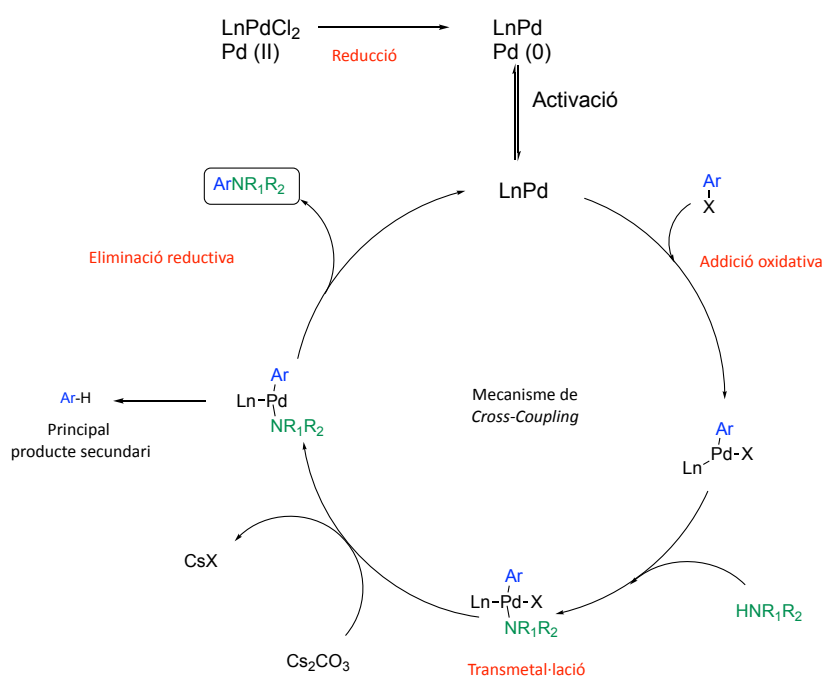 LnPdCl2
Pd (II)
Reducció
LnPd
Pd (0)
Activació
ArNR1R2
LnPd
Ar
X
Eliminació reductiva
Addició oxidativa
Ar
Ln-Pd
NR1R2
Ar-H
Principal
producte secundari
Mecanisme de
Cross-Coupling
Ar
Pd-X
Ln
CsX
Ar
Ln-Pd-X
NR1R2
HNR1R2
Cs2CO3
Transmetal·lació